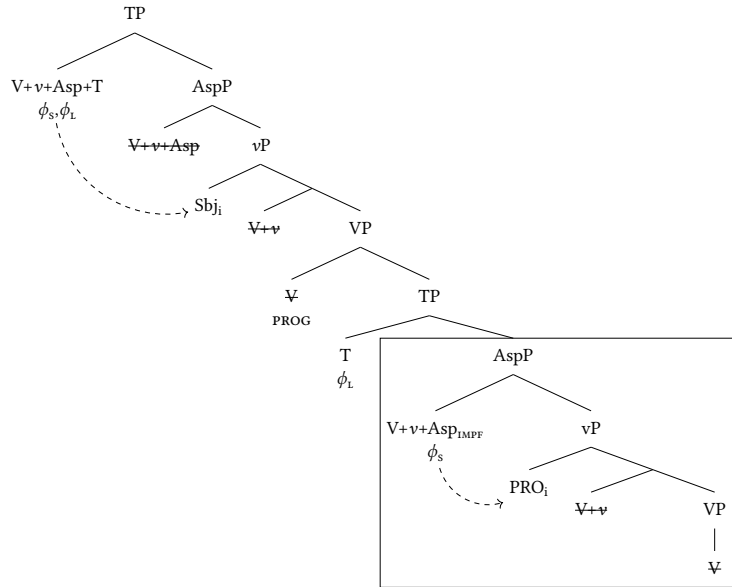 TP
V+v+Asp+T AspP
ϕS,ϕL
V+v+Asp vP
Sbji
V+v VP
V TP
PROG
T AspP
ϕL
V+v+AspIMPF vP
ϕS
PROi
V+v VP
V